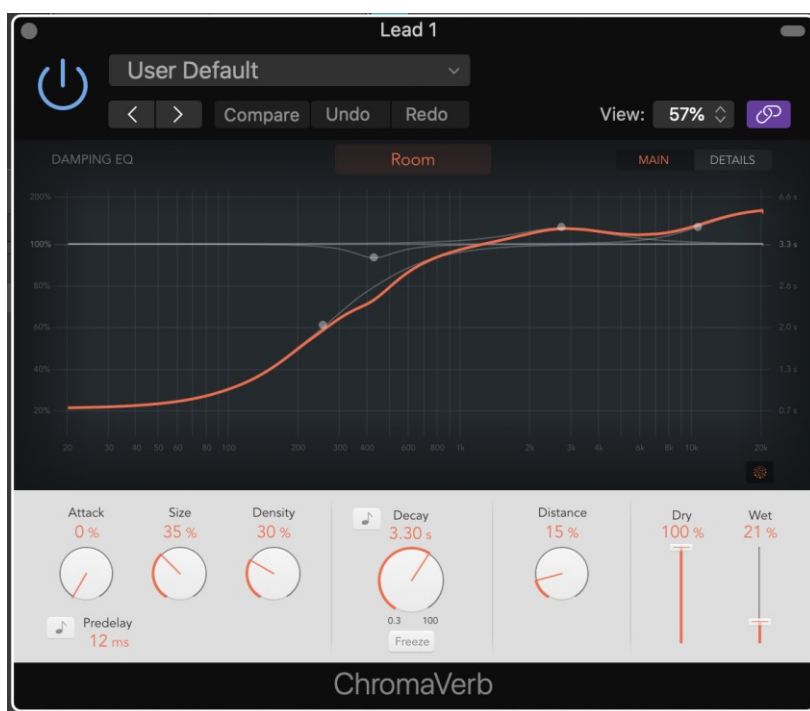 Lead 1
User Default
Compare Undo Redo View: 57%
DAMPING EQ Room MAIN DETAILS
200% 6.6 s
100% 3.3 s
80% 2.6 s
60% 2.0 s
40% 1.3 s
20% 0.7 s
20 30 40 50 60 80 100 200 300 400 600 800 1k 2k 3k 4k 6k 8k 10k 20k
Attack Size Density Decay Distance Dry Wet
0 % 35 % 30 % 3.30 s 15 % 100 % 21 %
0.3 100
Predelay
12 ms
Freeze
ChromaVerb